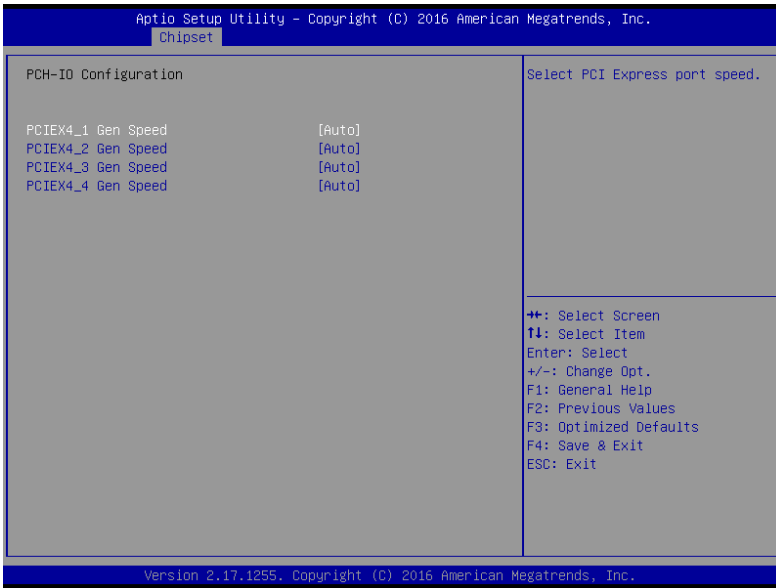 Aptio Setup Utility – Copyright (C) 2016 American Megatrends, Inc.
Chipset
PCH-IO Configuration
PCIEX4_1 Gen Speed [Auto]
PCIEX4_2 Gen Speed [Auto]
PCIEX4_3 Gen Speed [Auto]
PCIEX4_4 Gen Speed [Auto]
Select PCI Express port speed.
→←: Select Screen
↑↓: Select Item
Enter: Select
+/-: Change Opt.
F1: General Help
F2: Previous Values
F3: Optimized Defaults
F4: Save & Exit
ESC: Exit
Version 2.17.1255. Copyright (C) 2016 American Megatrends, Inc.